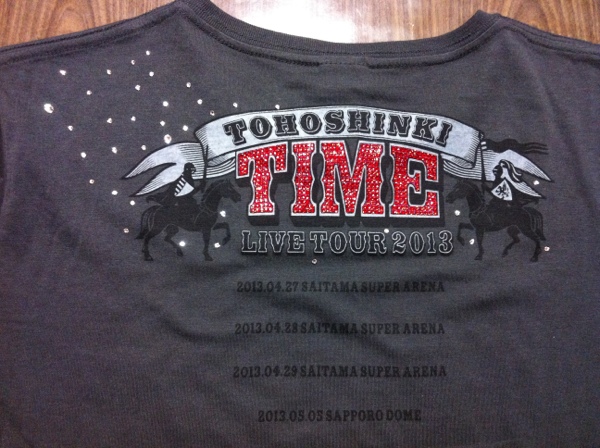 TOHOSHINKI
TIME
LIVE TOUR 2013
2013.04.27 SAITAMA SUPER ARENA
2013.04.28 SAITAMA SUPER ARENA
2013.04.29 SAITAMA SUPER ARENA
2013.05.03 SAPPORO DOME